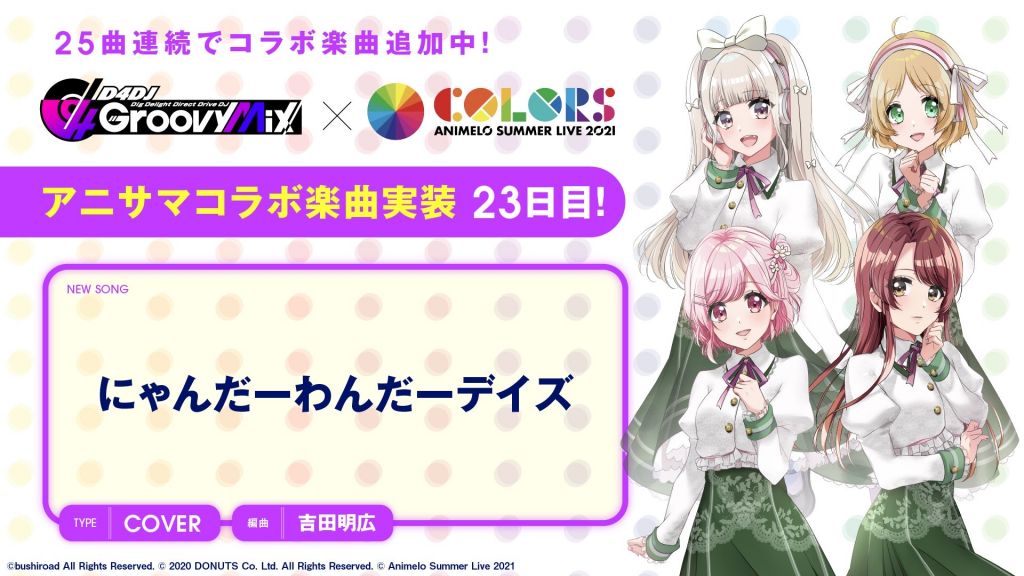 25曲連続でコラボ楽曲追加中!
D4DJ
Dig Delight Direct Drive DJ
GROOVYMIX
×
COLORS
ANIMELO SUMMER LIVE 2021
アニサマコラボ楽曲実装 23日目!
NEW SONG
にゃんだーわんだーデイズ
TYPE COVER
編曲 吉田明広
©bushiroad All Rights Reserved. © 2020 DONUTS Co. Ltd. All Rights Reserved. © Animelo Summer Live 2021